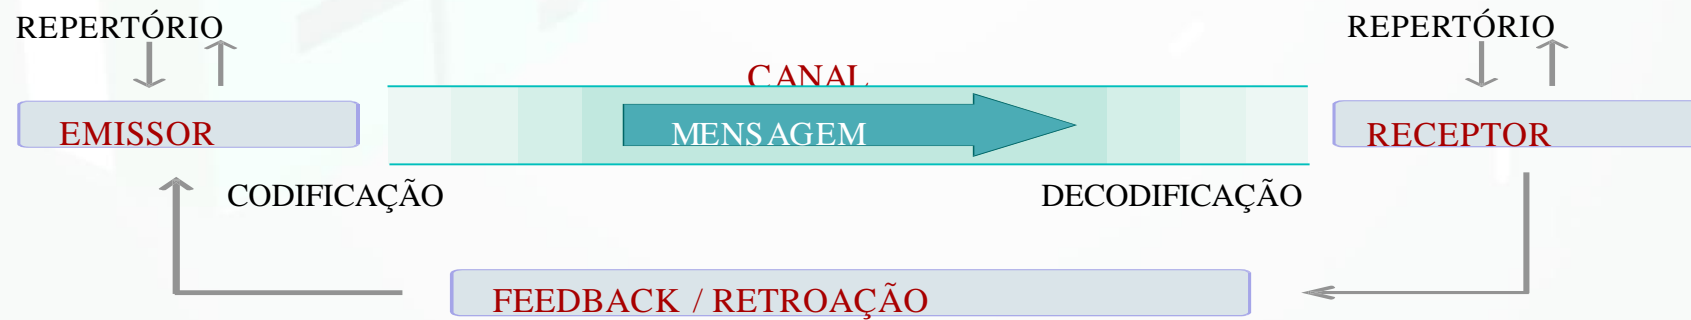 REPERTÓRIO
REPERTÓRIO
CANAL
EMISSOR
MENSAGEM
RECEPTOR
CODIFICAÇÃO
DECODIFICAÇÃO
FEEDBACK / RETROAÇÃO